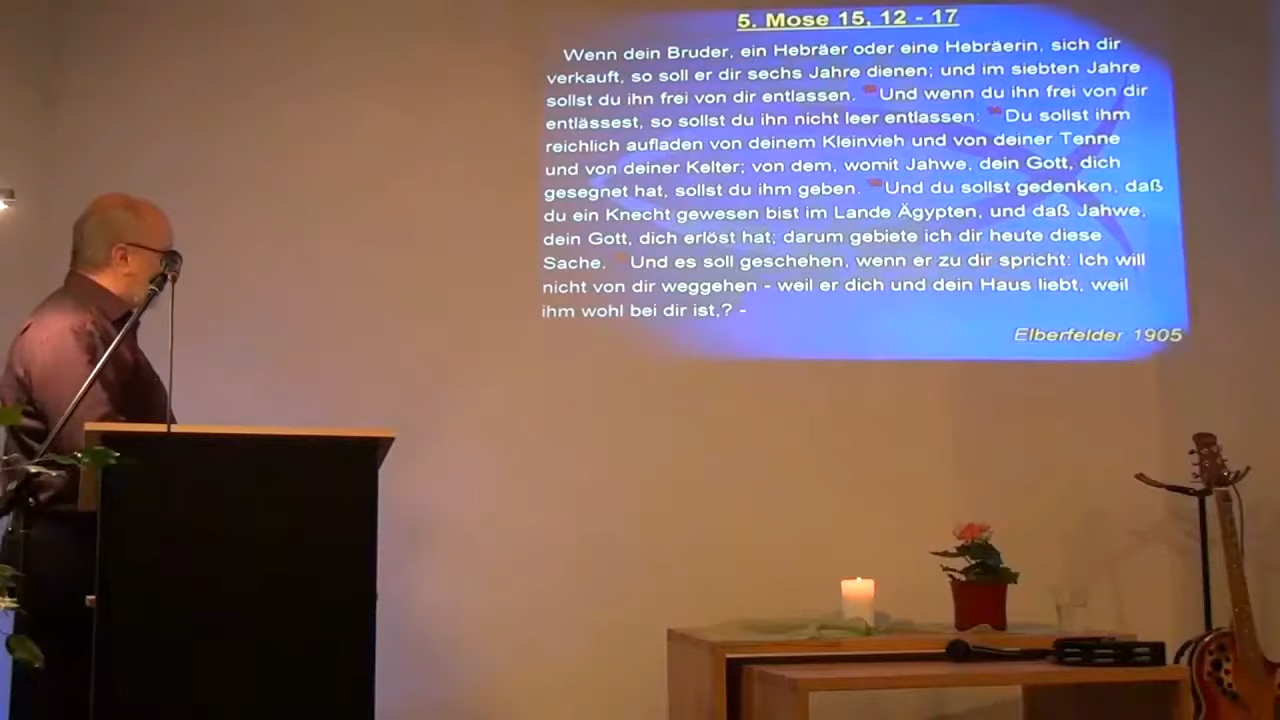 5. Mose 15, 12 - 17
Wenn dein Bruder, ein Hebräer oder eine Hebräerin, sich dir
verkauft, so soll er dir sechs Jahre dienen; und im siebten Jahre
sollst du ihn frei von dir entlassen. Und wenn du ihn frei von dir
entlässest, so sollst du ihn nicht leer entlassen: Du sollst ihm
reichlich aufladen von deinem Kleinvieh und von deiner Tenne
und von deiner Kelter; von dem, womit Jahwe, dein Gott, dich
gesegnet hat, sollst du ihm geben. Und du sollst gedenken, daß
du ein Knecht gewesen bist im Lande Ägypten, und daß Jahwe,
dein Gott, dich erlöst hat; darum gebiete ich dir heute diese
Sache. Und es soll geschehen, wenn er zu dir spricht: Ich will
nicht von dir weggehen - weil er dich und dein Haus liebt, weil
ihm wohl bei dir ist,? -
Elberfelder 1905